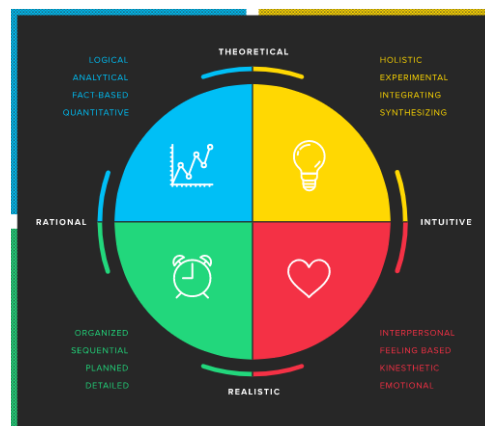 THEORETICAL
LOGICAL
ANALYTICAL
FACT-BASED
QUANTITATIVE
HOLISTIC
EXPERIMENTAL
INTEGRATING
SYNTHESIZING
RATIONAL
INTUITIVE
ORGANIZED
SEQUENTIAL
PLANNED
DETAILED
INTERPERSONAL
FEELING BASED
KINESTHETIC
EMOTIONAL
REALISTIC